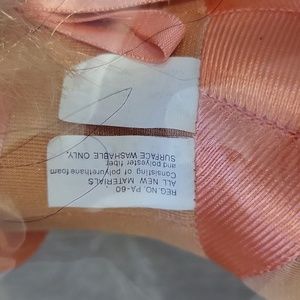 REG. NO. PA-60
ALL NEW MATERIALS
Consisting of polyurethane foam
and polyester fiber.
SURFACE WASHABLE ONLY.